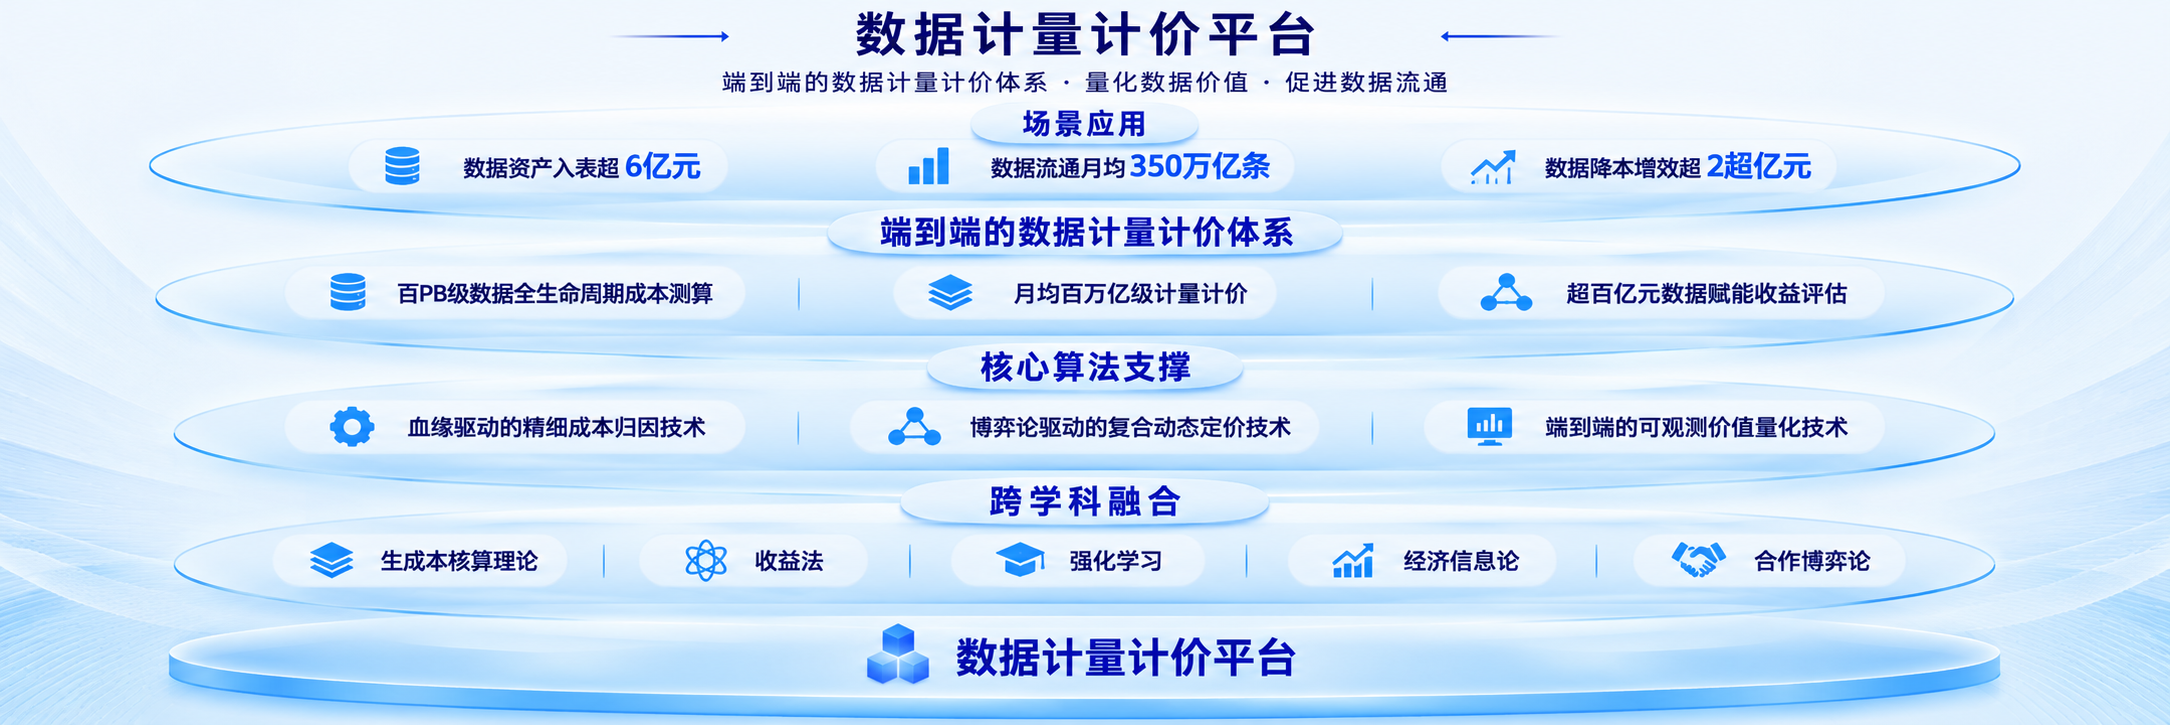 数据计量计价平台
端到端的数据计量计价体系 · 量化数据价值 · 促进数据流通
场景应用
数据资产入表超 6亿元
数据流通月均 350万亿条
数据降本增效超 2超亿元
端到端的数据计量计价体系
百PB级数据全生命周期成本测算
月均百万亿级计量计价
超百亿元数据赋能收益评估
核心算法支撑
血缘驱动的精细成本归因技术
博弈论驱动的复合动态定价技术
端到端的可观测价值量化技术
跨学科融合
生成本核算理论
收益法
强化学习
经济信息论
合作博弈论
数据计量计价平台